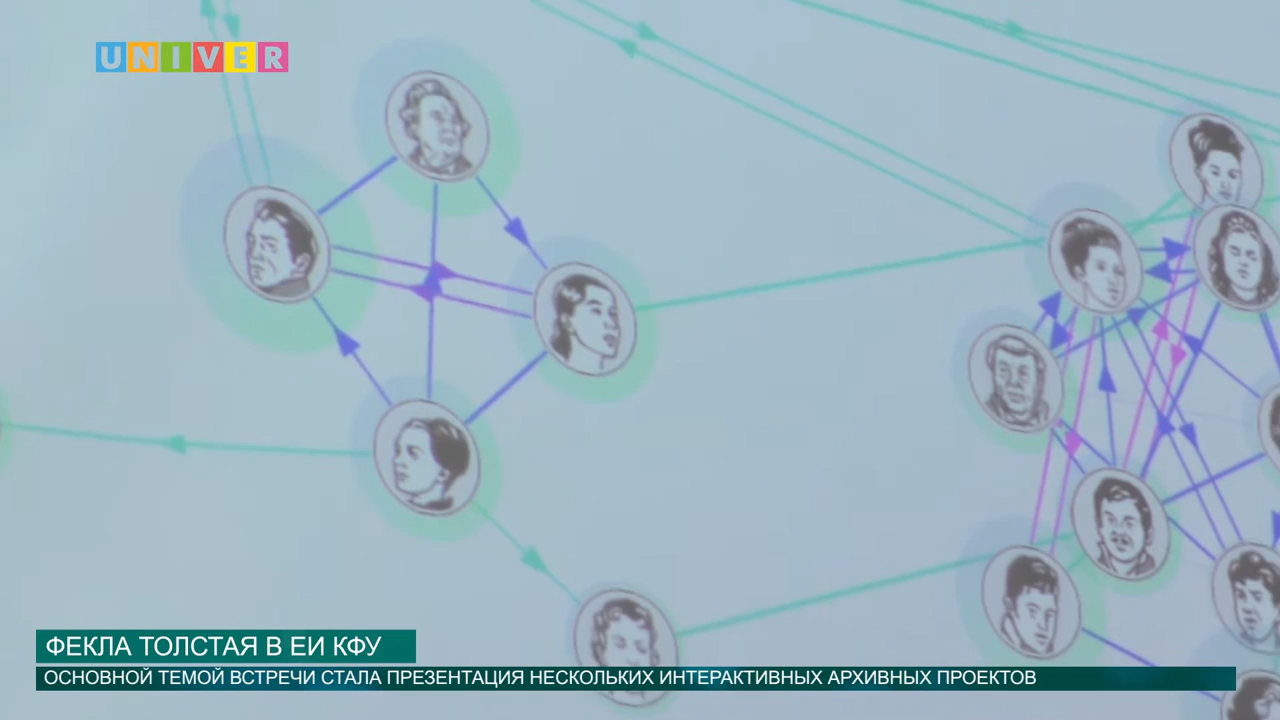 UNIVER
ФЕКЛА ТОЛСТАЯ В ЕИ КФУ
ОСНОВНОЙ ТЕМОЙ ВСТРЕЧИ СТАЛА ПРЕЗЕНТАЦИЯ НЕСКОЛЬКИХ ИНТЕРАКТИВНЫХ АРХИВНЫХ ПРОЕКТОВ